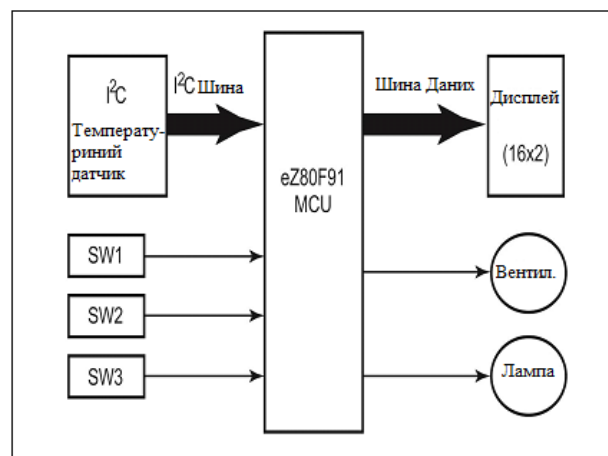 I²C
Температу-
риний
датчик
I²C Шина
SW1
SW2
SW3
eZ80F91
MCU
Шина Даних
Дисплей
(16x2)
Вентил.
Лампа